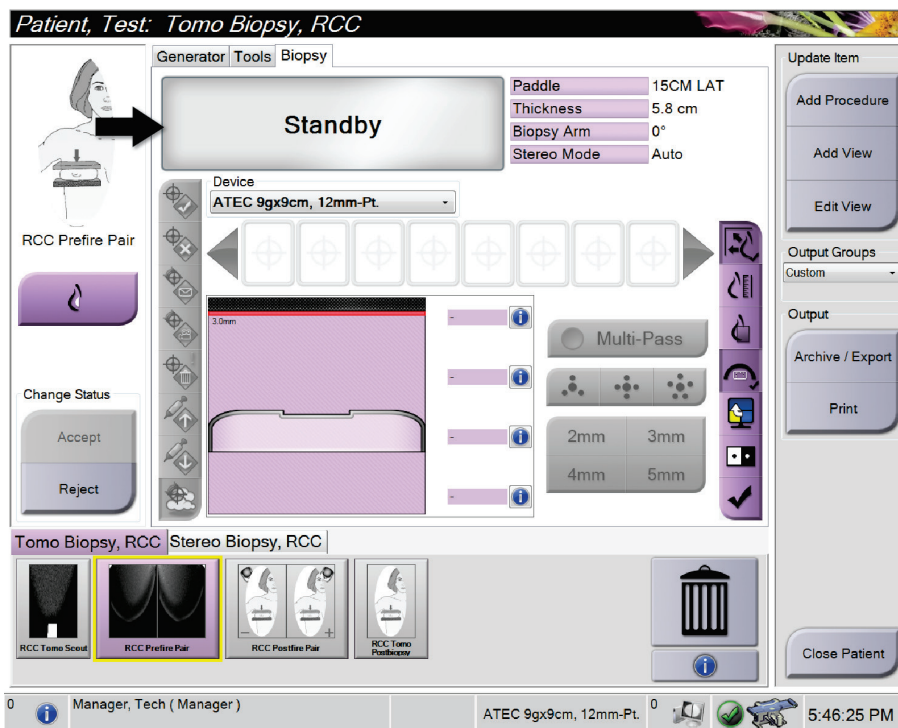 Patient, Test: Tomo Biopsy, RCC
Generator Tools Biopsy
Standby
Paddle 15CM LAT
Thickness 5.8 cm
Biopsy Arm 0°
Stereo Mode Auto
Device
ATEC 9gx9cm, 12mm-Pt.
RCC Prefire Pair
3.0mm
-
-
-
-
Multi-Pass
2mm 3mm
4mm 5mm
Change Status
Accept
Reject
Update Item
Add Procedure
Add View
Edit View
Output Groups
Custom
Output
Archive / Export
Print
Tomo Biopsy, RCC Stereo Biopsy, RCC
RCC Tomo Scout
RCC Prefire Pair
- +
RCC Postfire Pair
RCC Tomo
Postbiopsy
Close Patient
0 Manager, Tech ( Manager ) ATEC 9gx9cm, 12mm-Pt. 0 5:46:25 PM